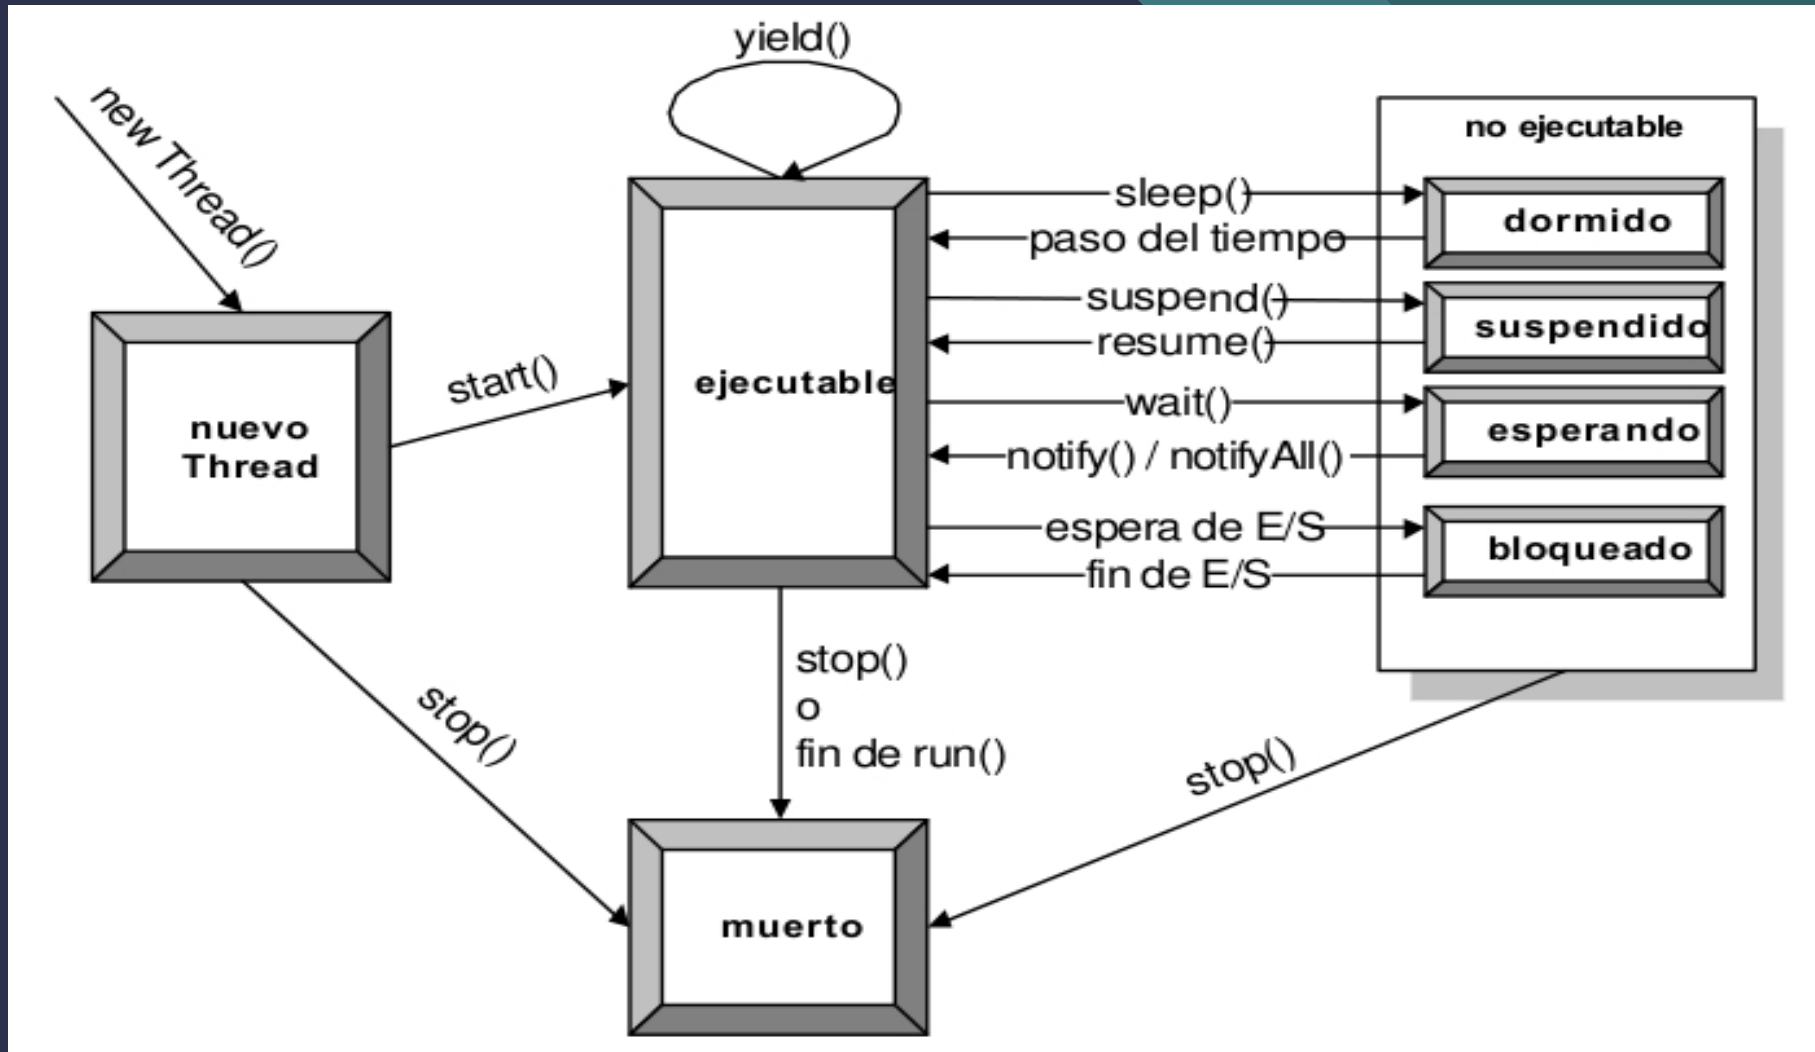 yield()
new Thread()
no ejecutable
sleep()
dormido
paso del tiempo
suspend()
suspendido
resume()
start()
ejecutable
wait()
esperando
notify() / notifyAll()
nuevo
Thread
espera de E/S
bloqueado
fin de E/S
stop()
o
fin de run()
stop()
stop()
muerto